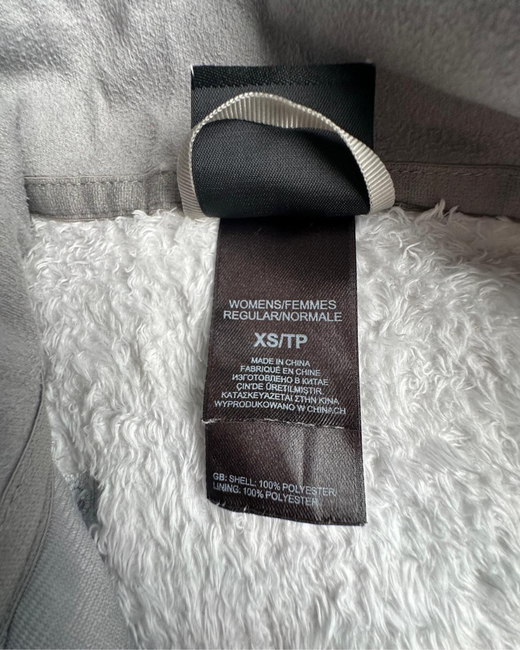 WOMENS/FEMMES
REGULAR/NORMALE
XS/TP
MADE IN CHINA
FABRIQUÉ EN CHINE
ИЗГОТОВЛЕНО В КИТАЕ
ÇIN'DE ÜRETILMIŞTIR
ΚΑΤΑΣΚΕΥΑΖΕΤΑΙ ΣΤΗΝ ΚΙΝΑ
WYPRODUKOWANO W CHINACH
GB: SHELL: 100% POLYESTER
LINING: 100% POLYESTER